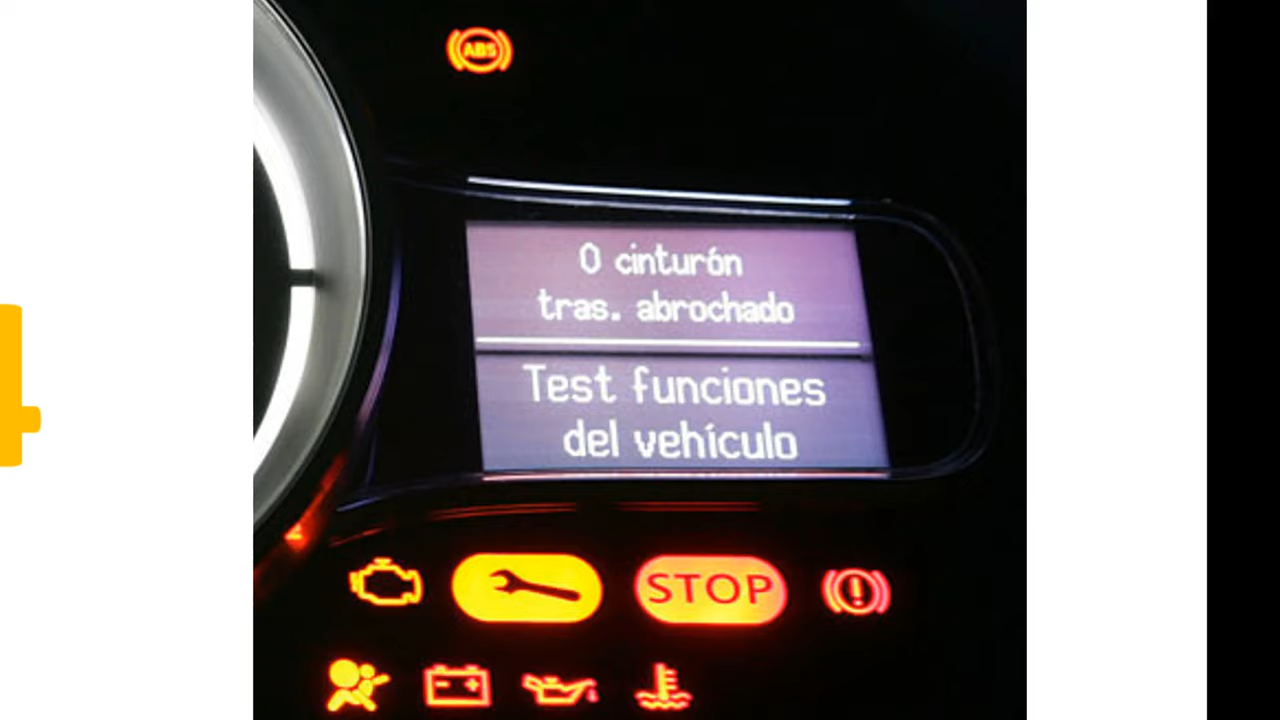 ABS
0 cinturón
tras. abrochado
Test funciones
del vehículo
STOP